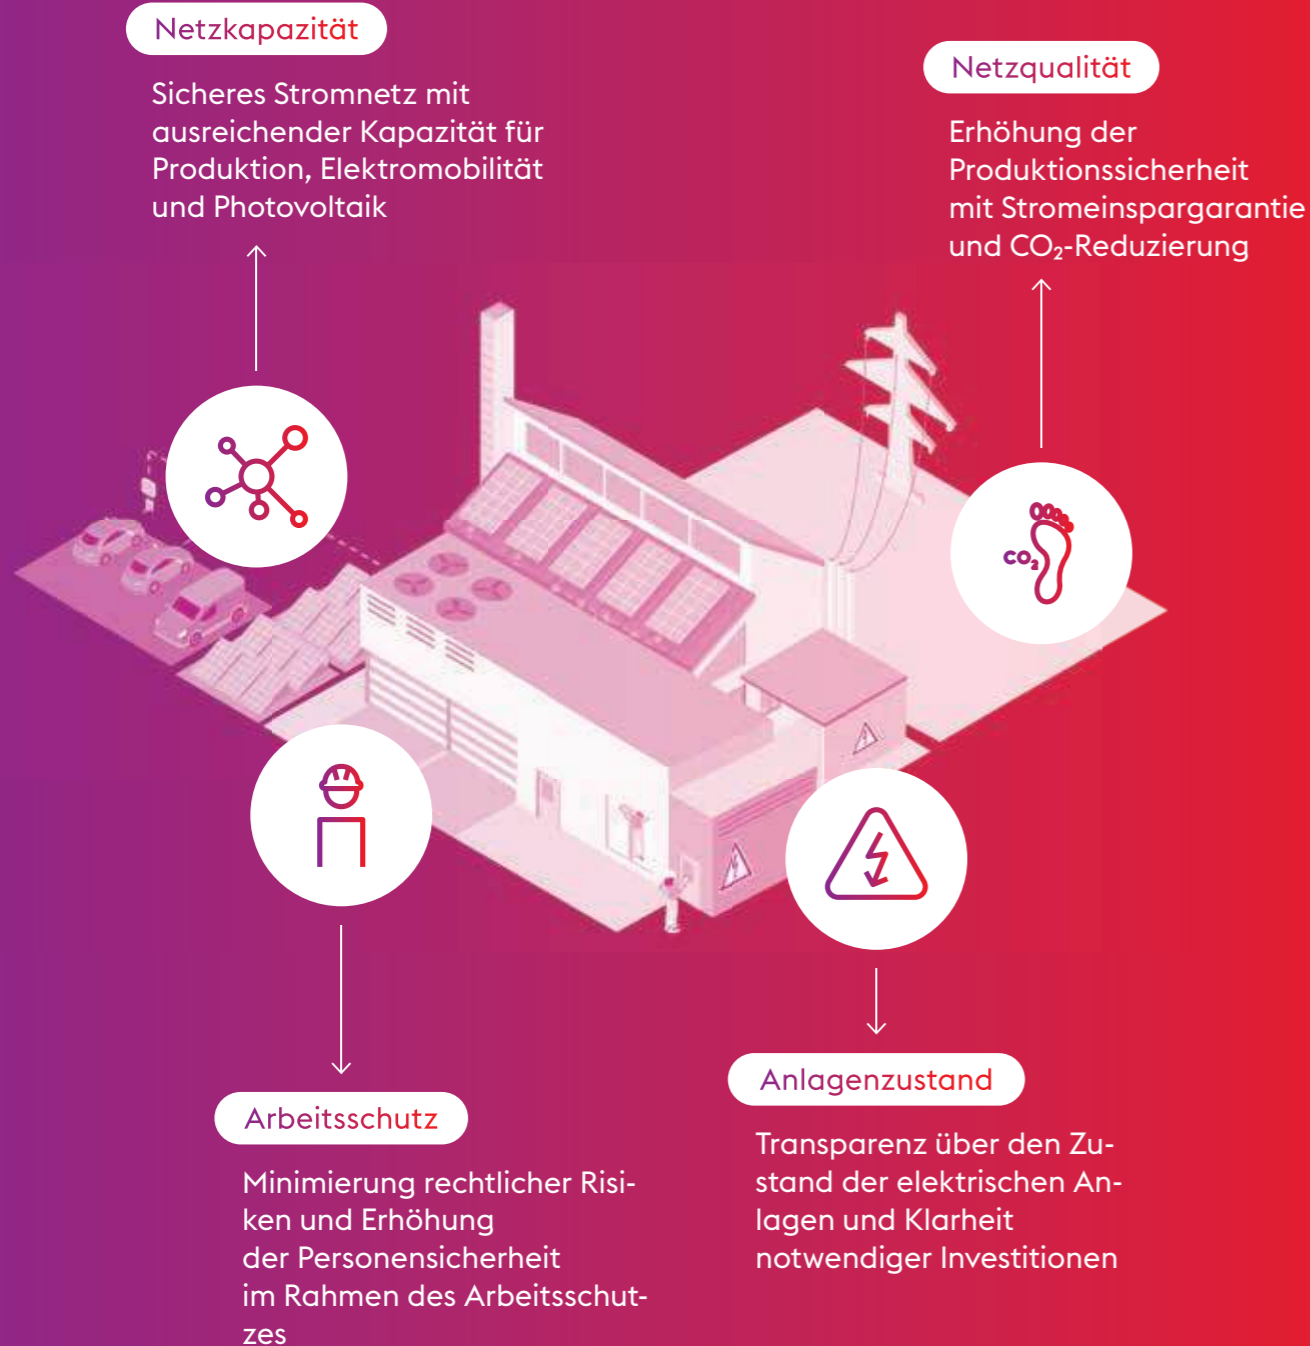 Netzkapazität
Sicheres Stromnetz mit
ausreichender Kapazität für
Produktion, Elektromobilität
und Photovoltaik
Netzqualität
Erhöhung der
Produktionssicherheit
mit Stromeinspargarantie
und CO₂-Reduzierung
CO₂
Arbeitsschutz
Minimierung rechtlicher Risi-
ken und Erhöhung
der Personensicherheit
im Rahmen des Arbeitsschut-
zes
Anlagenzustand
Transparenz über den Zu-
stand der elektrischen An-
lagen und Klarheit
notwendiger Investitionen